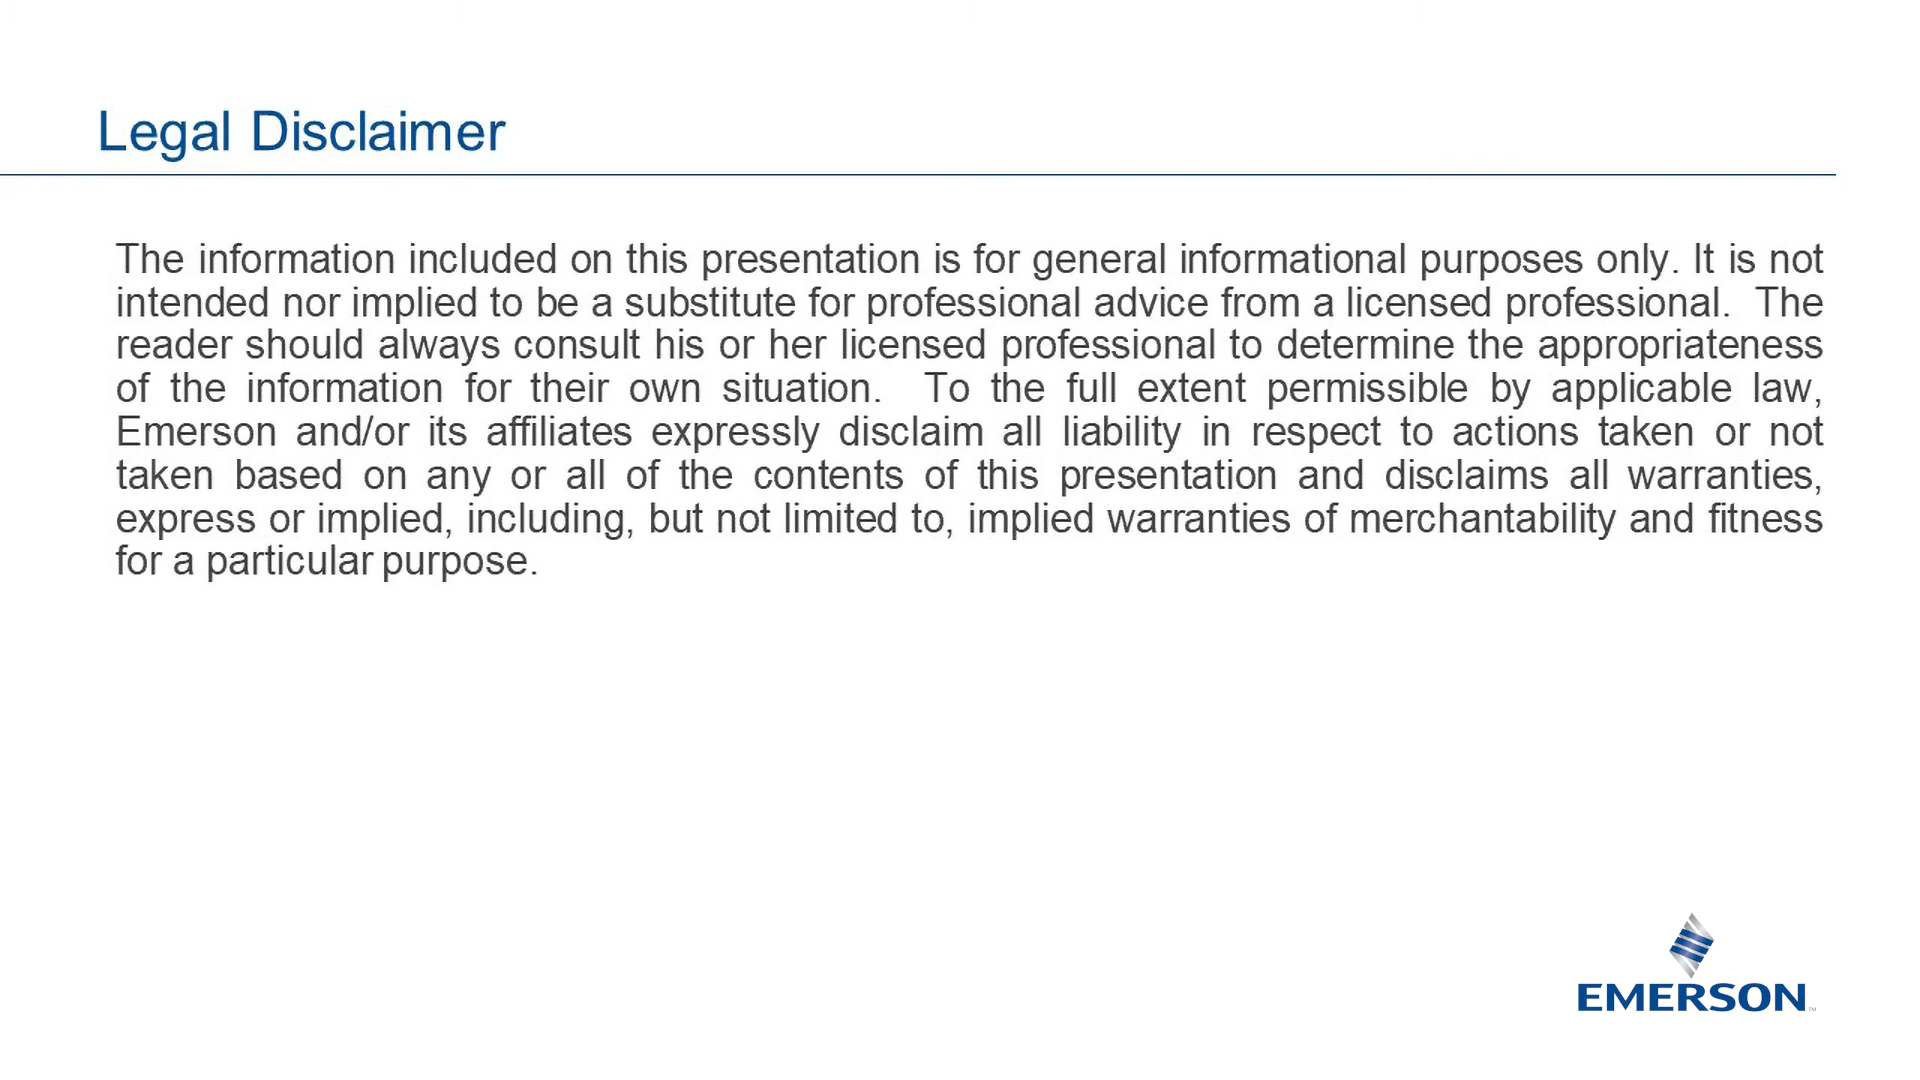 Legal Disclaimer
The information included on this presentation is for general informational purposes only. It is not
intended nor implied to be a substitute for professional advice from a licensed professional.  The
reader should always consult his or her licensed professional to determine the appropriateness
of the information for their own situation.  To the full extent permissible by applicable law,
Emerson and/or its affiliates expressly disclaim all liability in respect to actions taken or not
taken based on any or all of the contents of this presentation and disclaims all warranties,
express or implied, including, but not limited to, implied warranties of merchantability and fitness
for a particular purpose.
EMERSON™